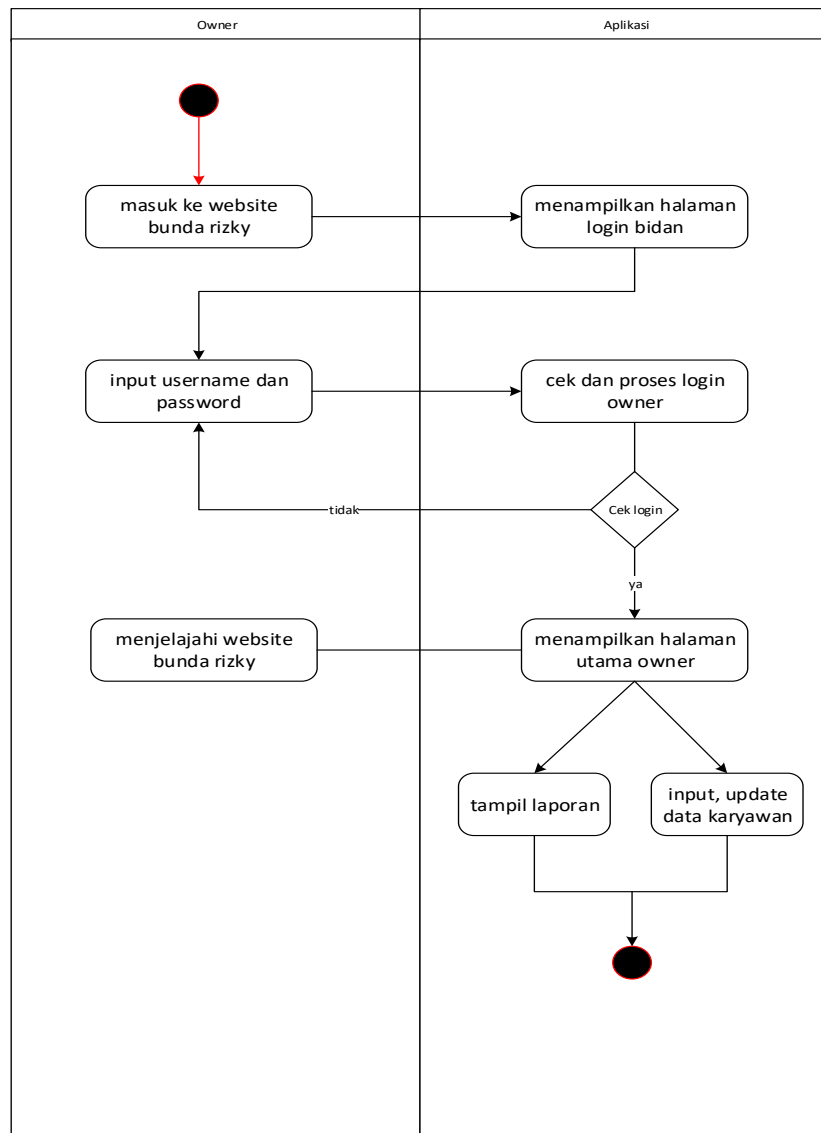 Owner
Aplikasi
masuk ke website
bunda rizky
menampilkan halaman
login bidan
input username dan
password
cek dan proses login
owner
tidak
Cek login
ya
menjelajahi website
bunda rizky
menampilkan halaman
utama owner
tampil laporan
input, update
data karyawan